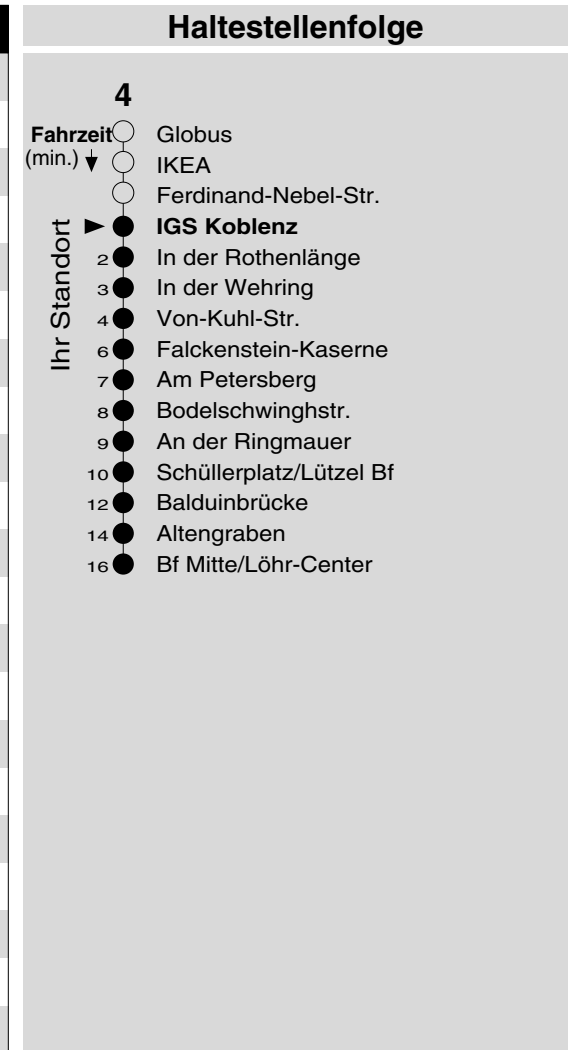 Haltestellenfolge
4
Fahrzeit
(min.)
Globus
IKEA
Ferdinand-Nebel-Str.
Ihr Standort
IGS Koblenz
2 In der Rothenlänge
3 In der Wehring
4 Von-Kuhl-Str.
6 Falckenstein-Kaserne
7 Am Petersberg
8 Bodelschwinghstr.
9 An der Ringmauer
10 Schüllerplatz/Lützel Bf
12 Balduinbrücke
14 Altengraben
16 Bf Mitte/Löhr-Center